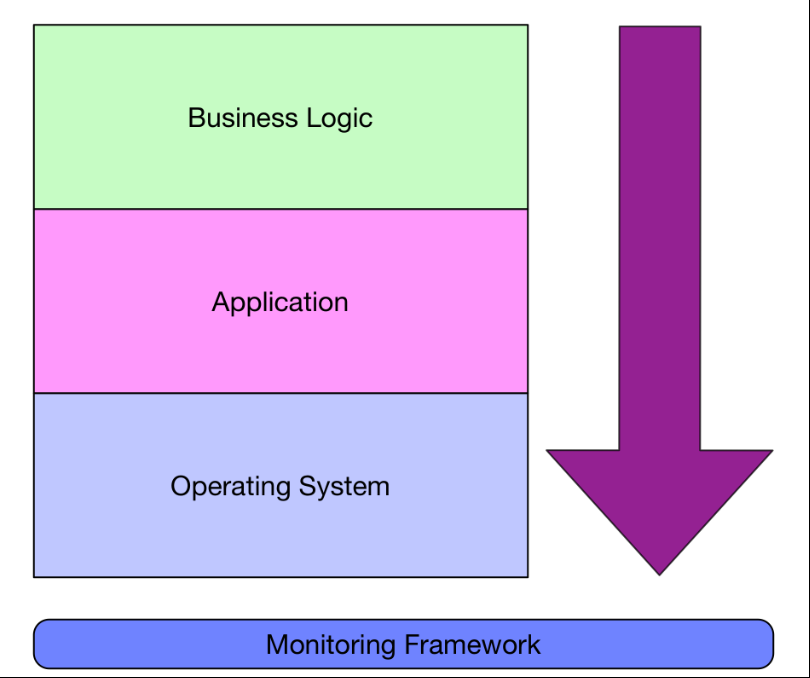 Business Logic
Application
Operating System
Monitoring Framework